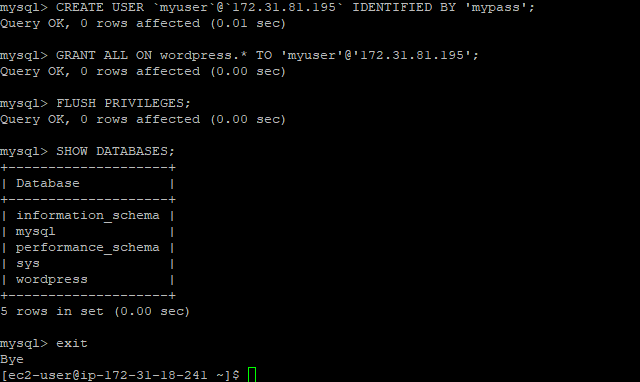 mysql> CREATE USER `myuser`@`172.31.81.195` IDENTIFIED BY 'mypass';
Query OK, 0 rows affected (0.01 sec)
mysql> GRANT ALL ON wordpress.* TO 'myuser'@'172.31.81.195';
Query OK, 0 rows affected (0.00 sec)
mysql> FLUSH PRIVILEGES;
Query OK, 0 rows affected (0.00 sec)
mysql> SHOW DATABASES;
+--------------------+
| Database           |
+--------------------+
| information_schema |
| mysql              |
| performance_schema |
| sys                |
| wordpress          |
+--------------------+
5 rows in set (0.00 sec)
mysql> exit
Bye
[ec2-user@ip-172-31-18-241 ~]$